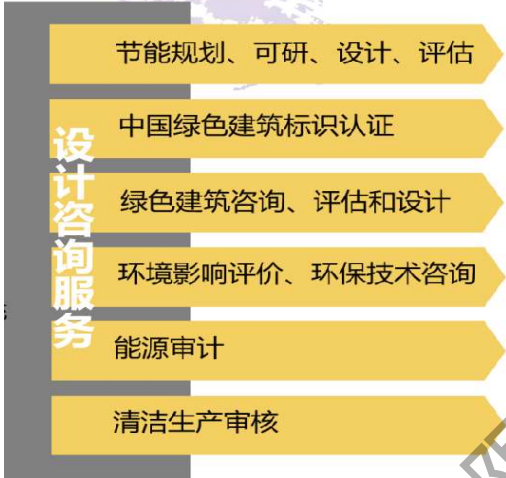 设计咨询服务
节能规划、可研、设计、评估
中国绿色建筑标识认证
绿色建筑咨询、评估和设计
环境影响评价、环保技术咨询
能源审计
清洁生产审核